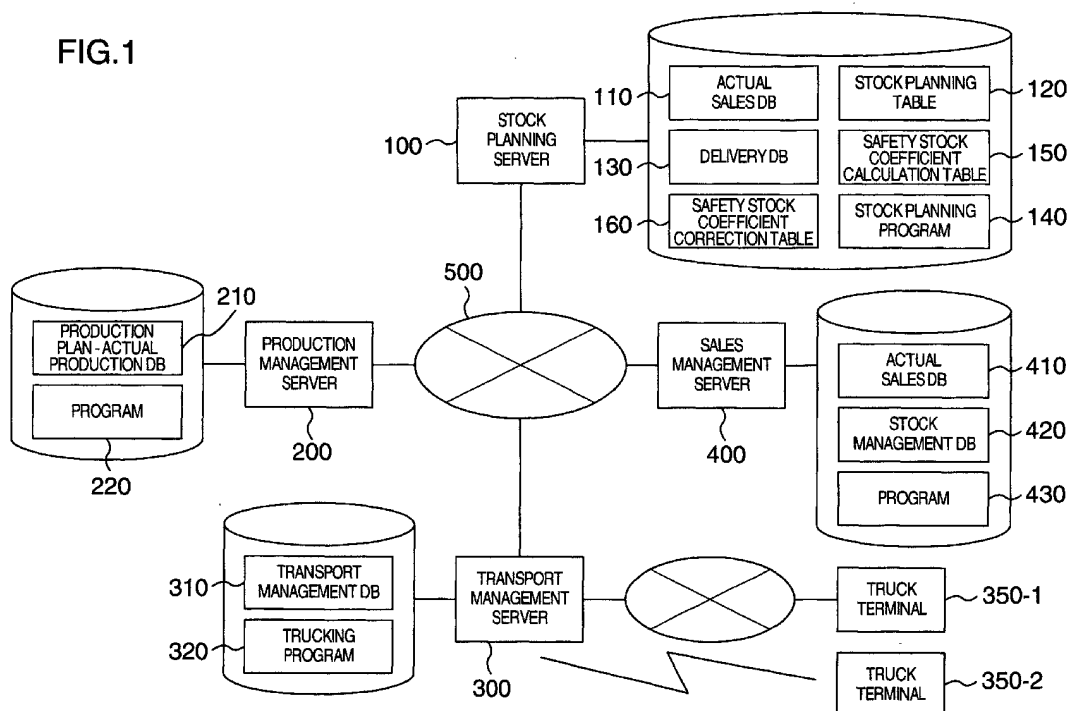 FIG.1
110
ACTUAL
SALES DB
STOCK PLANNING
TABLE
120
100
STOCK
PLANNING
SERVER
130
DELIVERY DB
SAFETY STOCK
COEFFICIENT
CALCULATION TABLE
150
160
SAFETY STOCK
COEFFICIENT
CORRECTION TABLE
STOCK PLANNING
PROGRAM
140
210
PRODUCTION
PLAN - ACTUAL
PRODUCTION DB
PROGRAM
220
PRODUCTION
MANAGEMENT
SERVER
200
500
SALES
MANAGEMENT
SERVER
400
ACTUAL
SALES DB
410
STOCK
MANAGEMENT DB
420
PROGRAM
430
310
TRANSPORT
MANAGEMENT DB
320
TRUCKING
PROGRAM
TRANSPORT
MANAGEMENT
SERVER
300
TRUCK
TERMINAL
350-1
TRUCK
TERMINAL
350-2